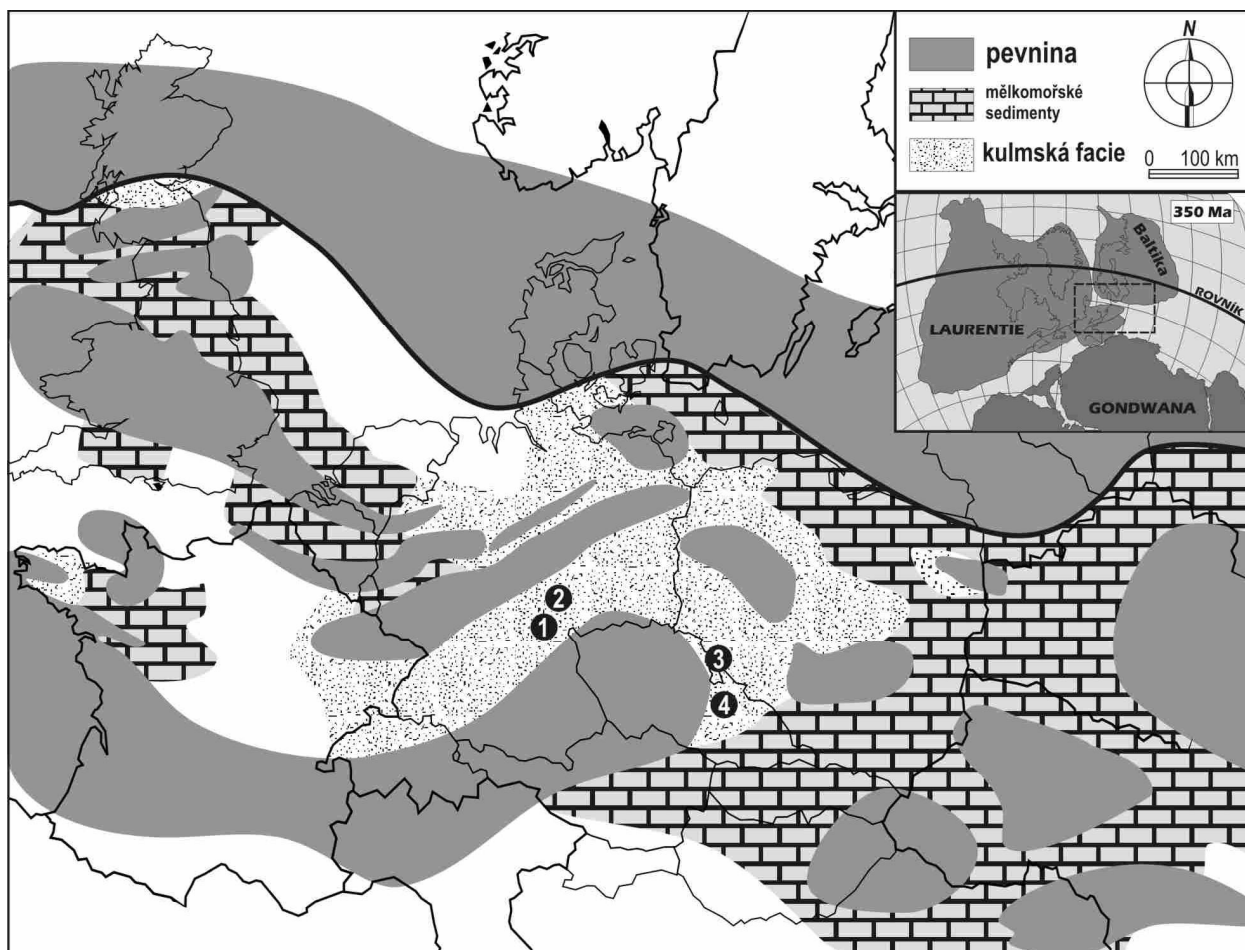 pevnina
mělkomořské
sedimenty
kulmská facie
N
0 100 km
350 Ma
Baltika
ROVNÍK
LAURENTIE
GONDWANA
2
1
3
4